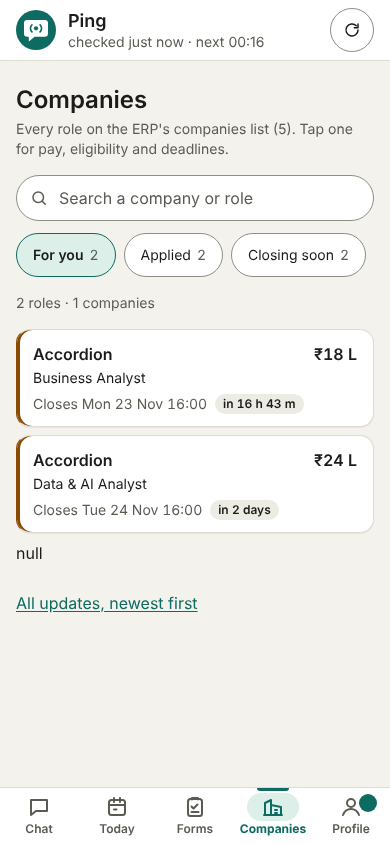 Ping
checked just now · next 00:16
Companies
Every role on the ERP's companies list (5). Tap one
for pay, eligibility and deadlines.
Search a company or role
For you 2
Applied 2
Closing soon 2
2 roles · 1 companies
Accordion ₹18 L
Business Analyst
Closes Mon 23 Nov 16:00 in 16 h 43 m
Accordion ₹24 L
Data & AI Analyst
Closes Tue 24 Nov 16:00 in 2 days
null
All updates, newest first
Chat Today Forms Companies Profile